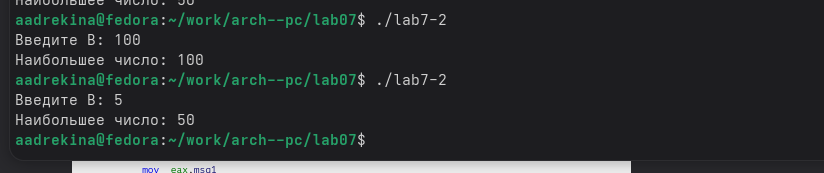 Наибольшее число: 50
aadrekina@fedora:~/work/arch--pc/lab07$ ./lab7-2
Введите B: 100
Наибольшее число: 100
aadrekina@fedora:~/work/arch--pc/lab07$ ./lab7-2
Введите B: 5
Наибольшее число: 50
aadrekina@fedora:~/work/arch--pc/lab07$
mov eax,msg1